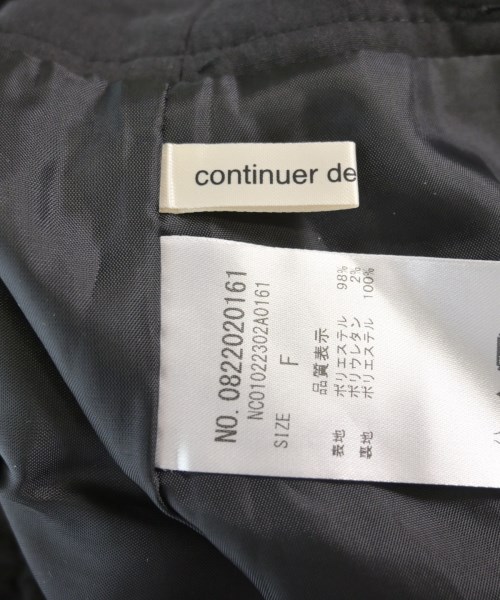 continuer de
NO. 0822020161
NC01022302A0161
SIZE F
品質表示
表地 ポリエステル 98%
ポリウレタン 2%
裏地 ポリエステル 100%